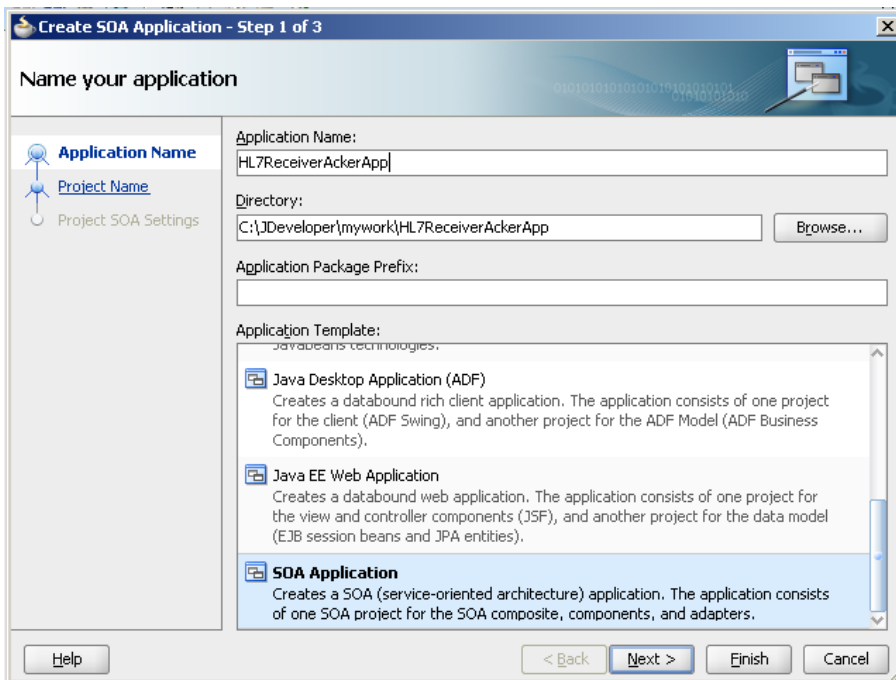 Create SOA Application - Step 1 of 3
Name your application
Application Name
Project Name
Project SOA Settings
Application Name:
HL7ReceiverAckerApp
Directory:
C:\JDeveloper\mywork\HL7ReceiverAckerApp
Browse...
Application Package Prefix:
Application Template:
JavaBeans technologies.
Java Desktop Application (ADF)
Creates a databound rich client application. The application consists of one project
for the client (ADF Swing), and another project for the ADF Model (ADF Business
Components).
Java EE Web Application
Creates a databound web application. The application consists of one project for
the view and controller components (JSF), and another project for the data model
(EJB session beans and JPA entities).
SOA Application
Creates a SOA (service-oriented architecture) application. The application consists
of one SOA project for the SOA composite, components, and adapters.
Help
< Back
Next >
Finish
Cancel